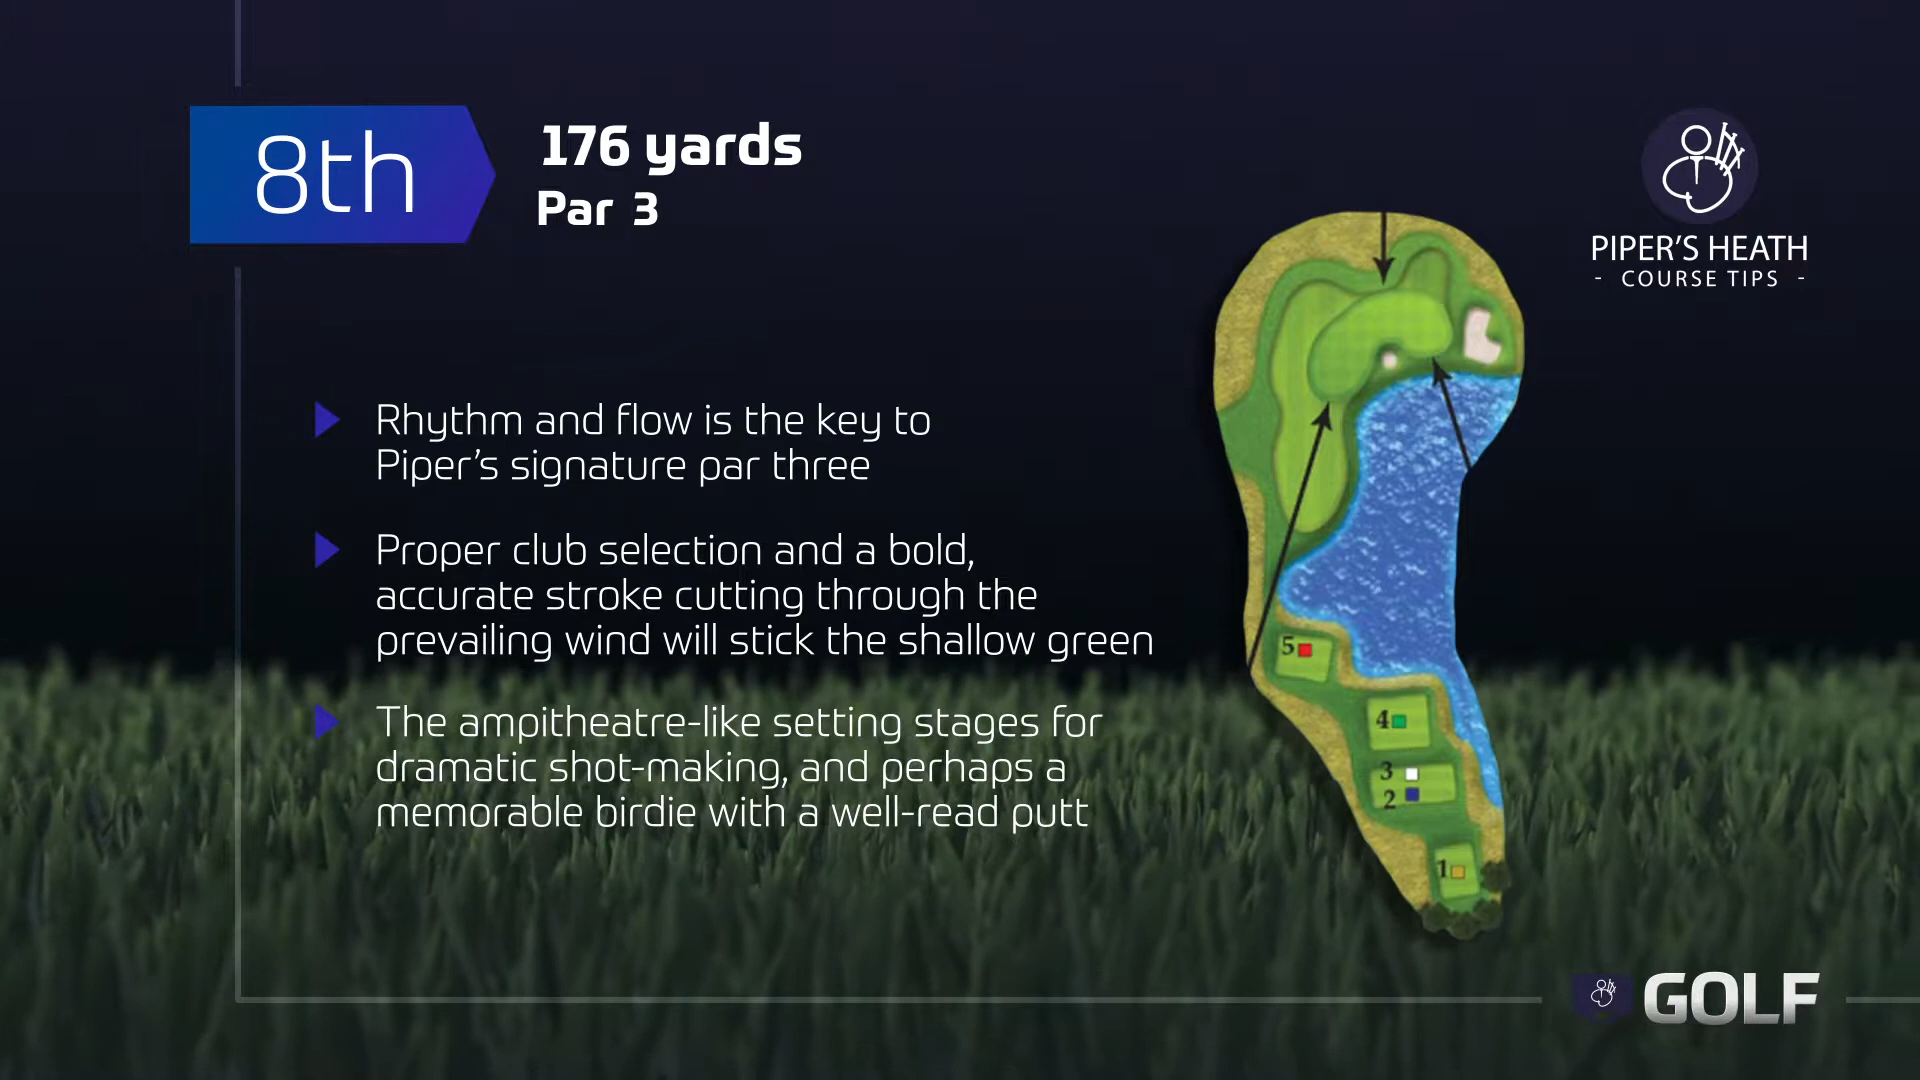 8th
176 yards
Par 3
PIPER'S HEATH
- COURSE TIPS -
Rhythm and flow is the key to
Piper's signature par three
Proper club selection and a bold,
accurate stroke cutting through the
prevailing wind will stick the shallow green
The ampitheatre-like setting stages for
dramatic shot-making, and perhaps a
memorable birdie with a well-read putt
5
4
3
2
1
GOLF